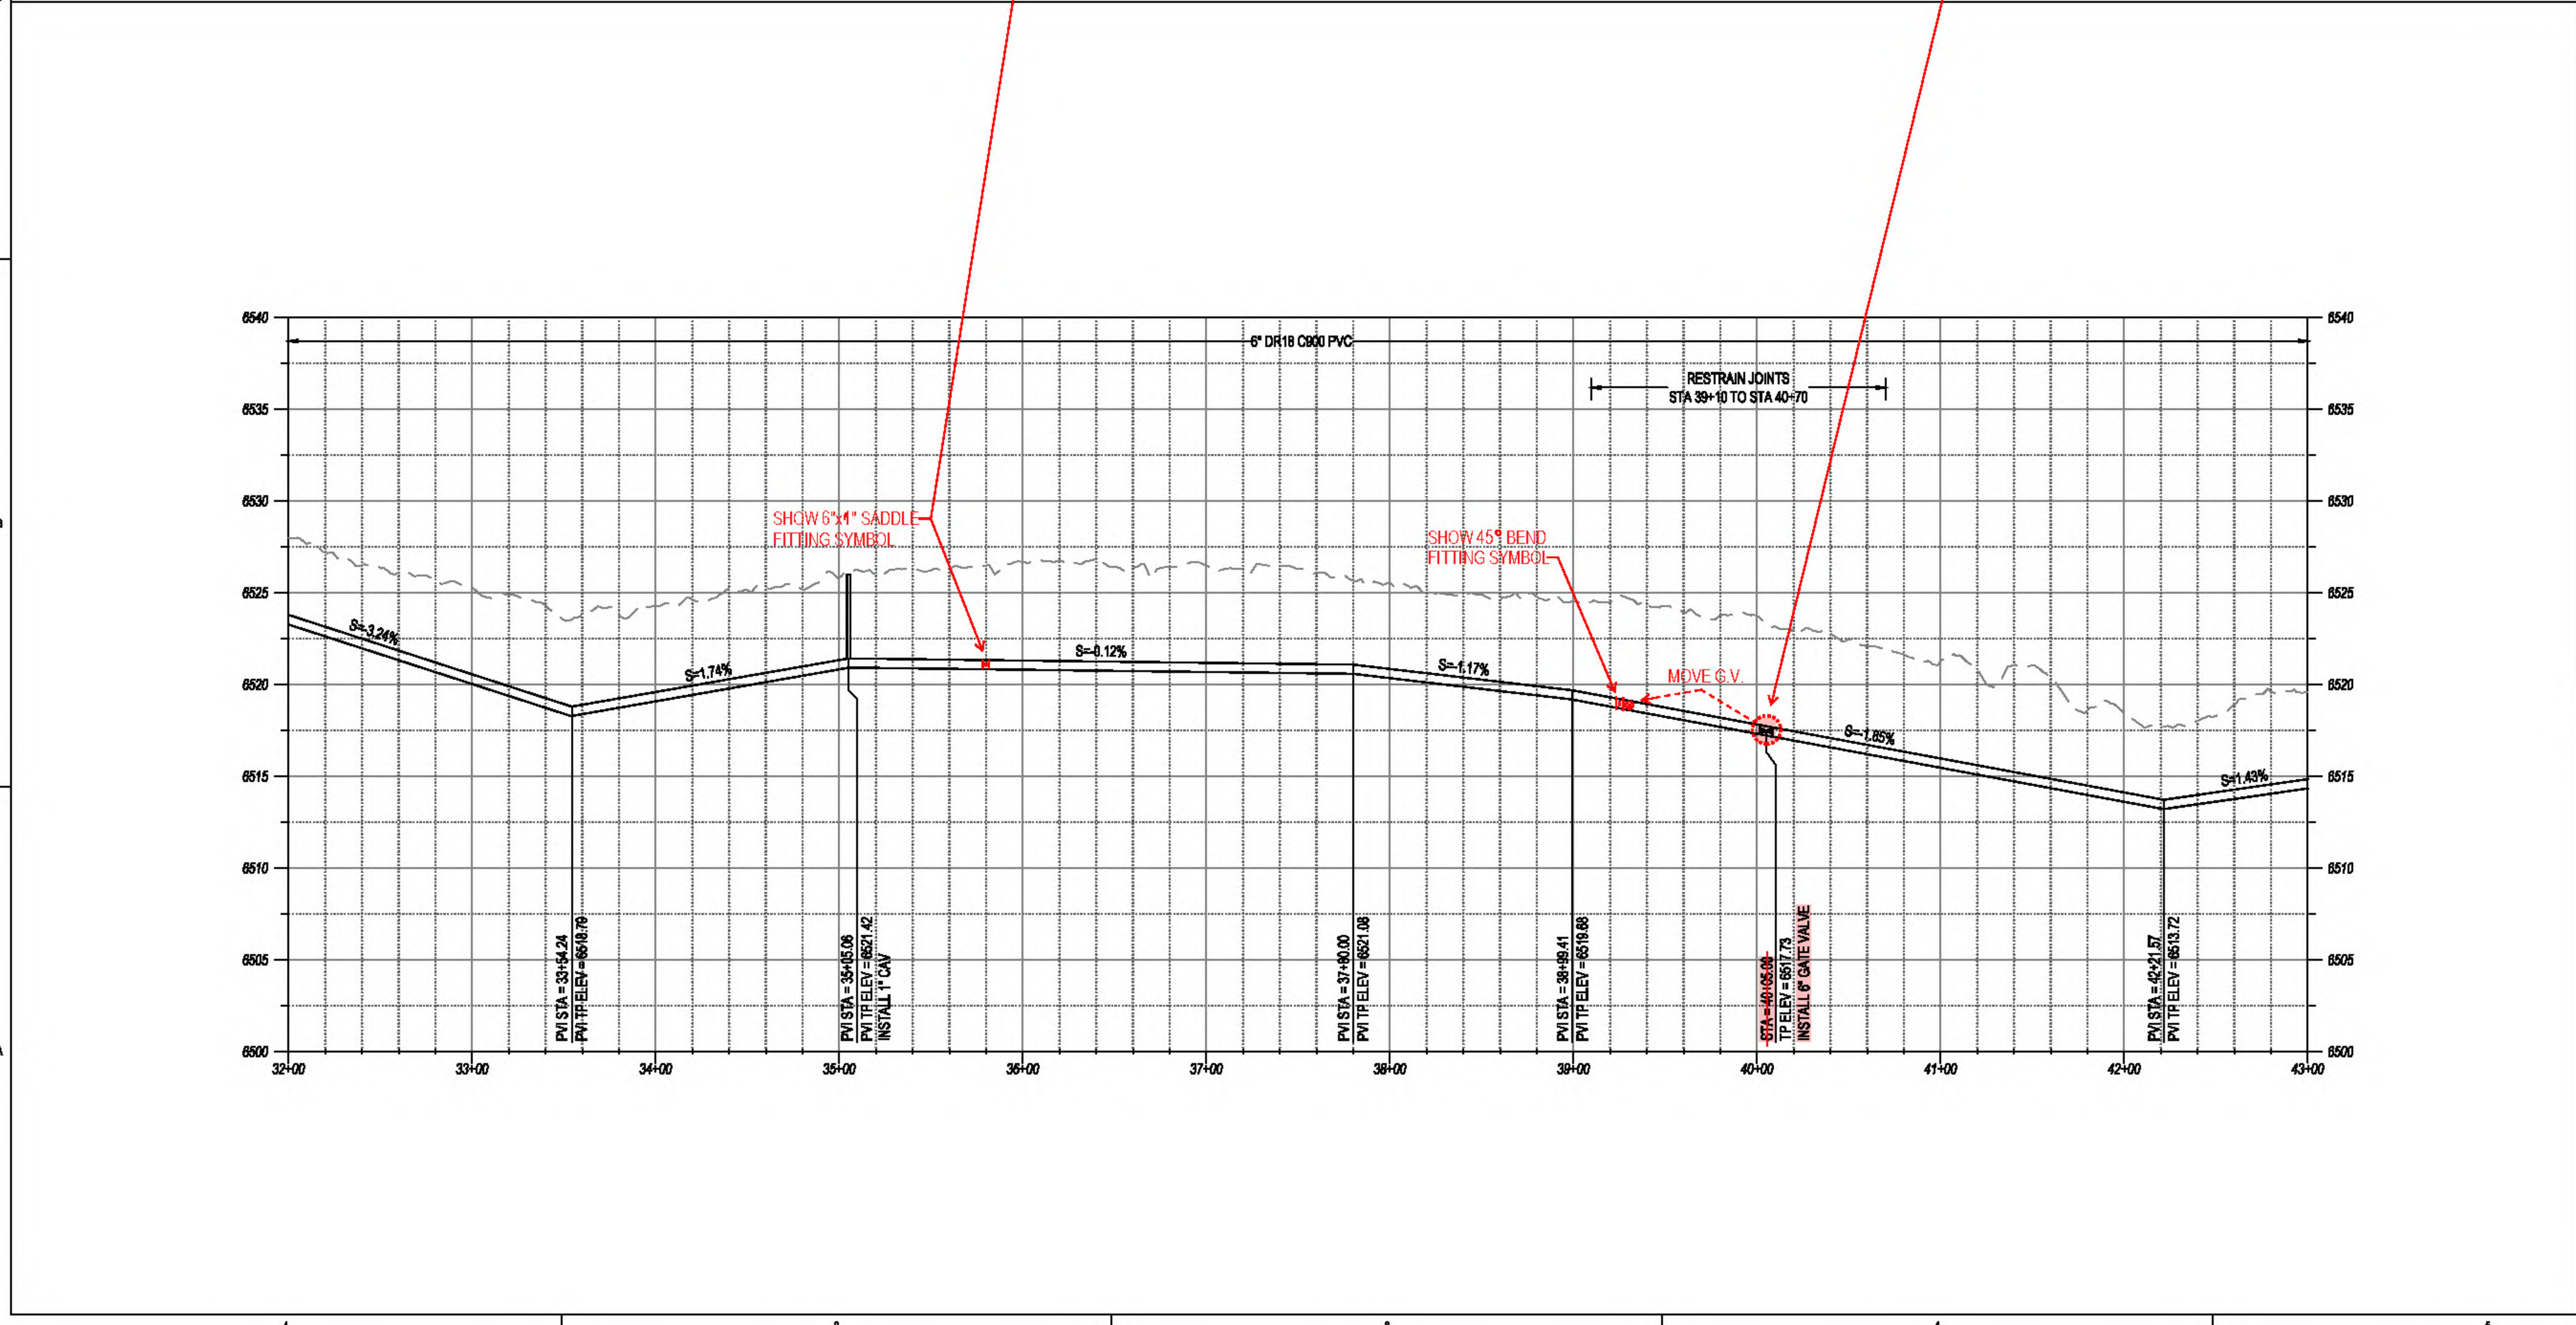 6540
6535
6530
6525
6520
6515
6510
6505
6500
6" DR18 C900 PVC
RESTRAIN JOINTS
STA 39+10 TO STA 40+70
SHOW 6"x1" SADDLE
FITTING SYMBOL
SHOW 45° BEND
FITTING SYMBOL
MOVE G.V.
S=-3.24%
S=1.74%
S=-0.12%
S=-1.17%
S=-1.85%
S=1.43%
PVI STA = 33+54.24
PVI TP ELEV = 6518.79
PVI STA = 35+05.06
PVI TP ELEV = 6521.42
INSTALL 1" CAV
PVI STA = 37+80.00
PVI TP ELEV = 6521.08
PVI STA = 38+99.41
PVI TP ELEV = 6519.68
STA = 40+05.00
TP ELEV = 6517.73
INSTALL 6" GATE VALVE
PVI STA = 42+21.57
PVI TP ELEV = 6513.72
6540
6535
6530
6525
6520
6515
6510
6505
6500
32+00 33+00 34+00 35+00 36+00 37+00 38+00 39+00 40+00 41+00 42+00 43+00